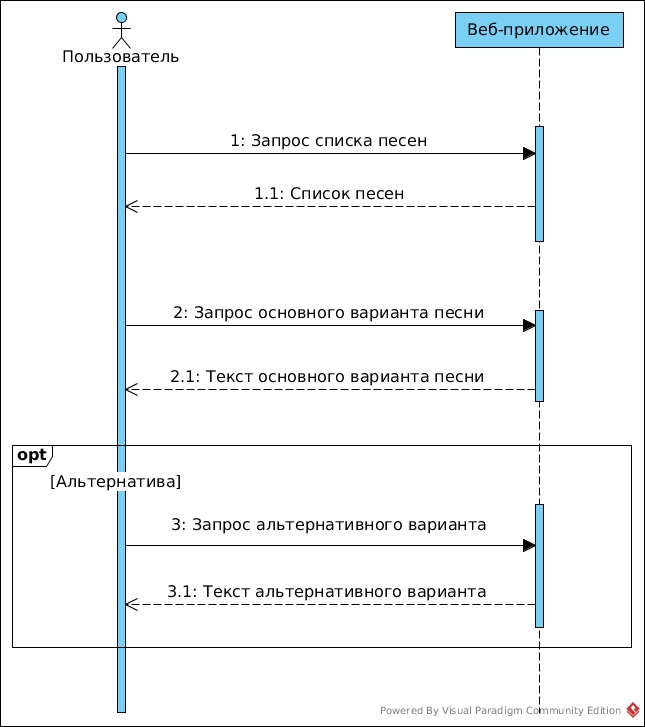 Пользователь
Веб-приложение
1: Запрос списка песен
1.1: Список песен
2: Запрос основного варианта песни
2.1: Текст основного варианта песни
opt
[Альтернатива]
3: Запрос альтернативного варианта
3.1: Текст альтернативного варианта
Powered By Visual Paradigm Community Edition